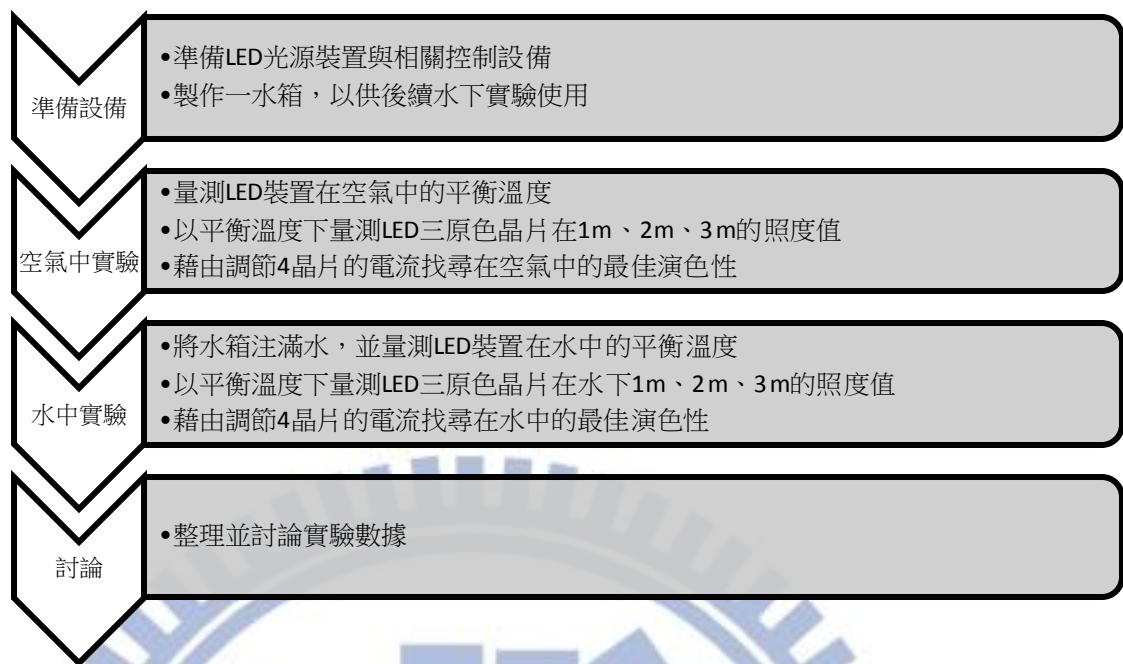 準備設備
•準備LED光源裝置與相關控制設備
•製作一水箱，以供後續水下實驗使用
空氣中實驗
•量測LED裝置在空氣中的平衡溫度
•以平衡溫度下量測LED三原色晶片在1m、2m、3m的照度值
•藉由調節4晶片的電流找尋在空氣中的最佳演色性
水中實驗
•將水箱注滿水，並量測LED裝置在水中的平衡溫度
•以平衡溫度下量測LED三原色晶片在水下1m、2m、3m的照度值
•藉由調節4晶片的電流找尋在水中的最佳演色性
討論
•整理並討論實驗數據